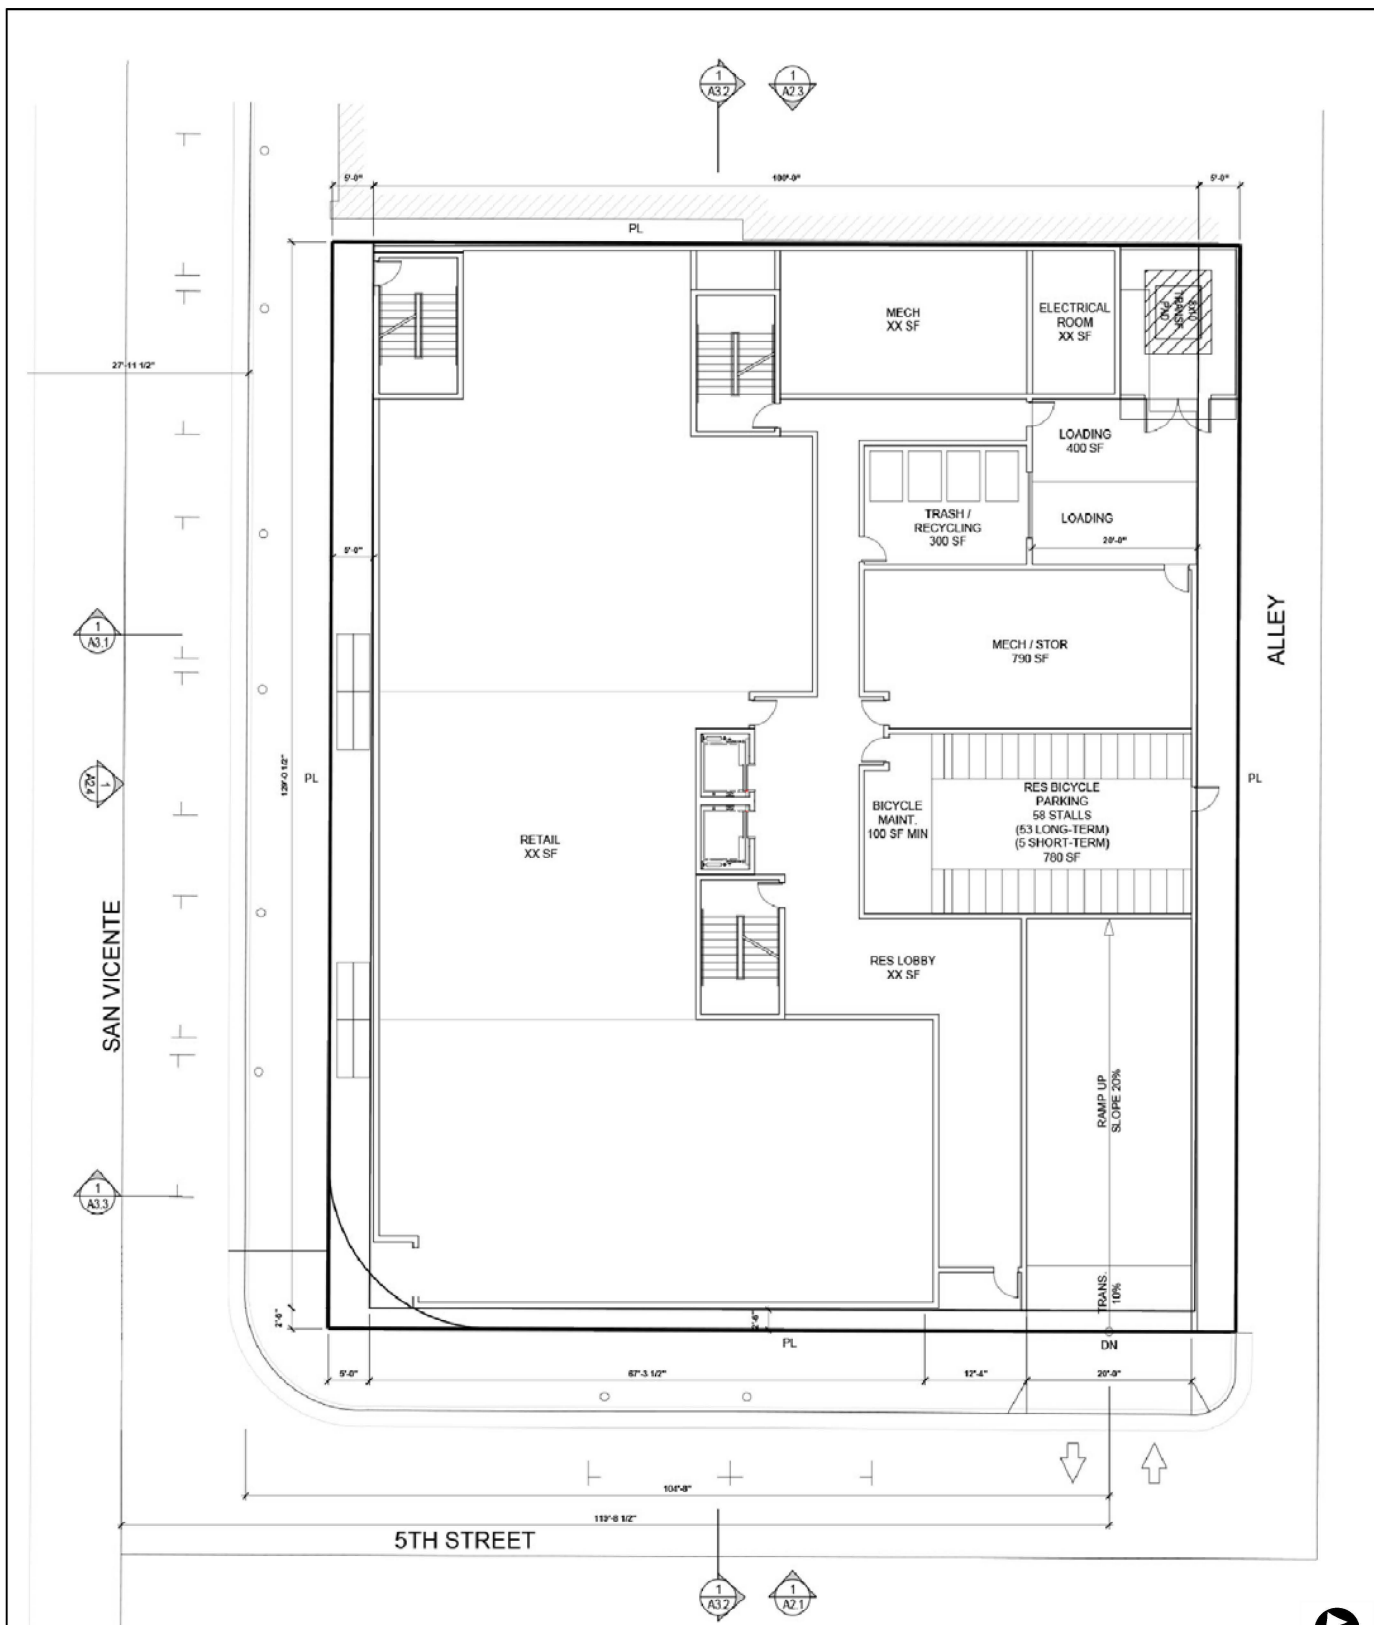 1
A3.2
1
A2.3
5'-0"
100'-0"
5'-0"
PL
MECH
XX SF
ELECTRICAL
ROOM
XX SF
8X10
TRANSF
PAD
27'-11 1/2"
LOADING
400 SF
TRASH /
RECYCLING
300 SF
LOADING
20'-0"
5'-0"
1
A3.1
MECH / STOR
790 SF
ALLEY
1
A2.4
PL
129'-0 1/2"
PL
RES BICYCLE
PARKING
58 STALLS
(53 LONG-TERM)
(5 SHORT-TERM)
780 SF
BICYCLE
MAINT.
100 SF MIN
RETAIL
XX SF
SAN VICENTE
RES LOBBY
XX SF
RAMP UP
SLOPE 20%
1
A3.3
TRANS.
10%
2'-6"
2'-6"
PL
DN
5'-0"
67'-3 1/2"
12'-4"
20'-0"
104'-8"
119'-8 1/2"
5TH STREET
1
A3.2
1
A2.1